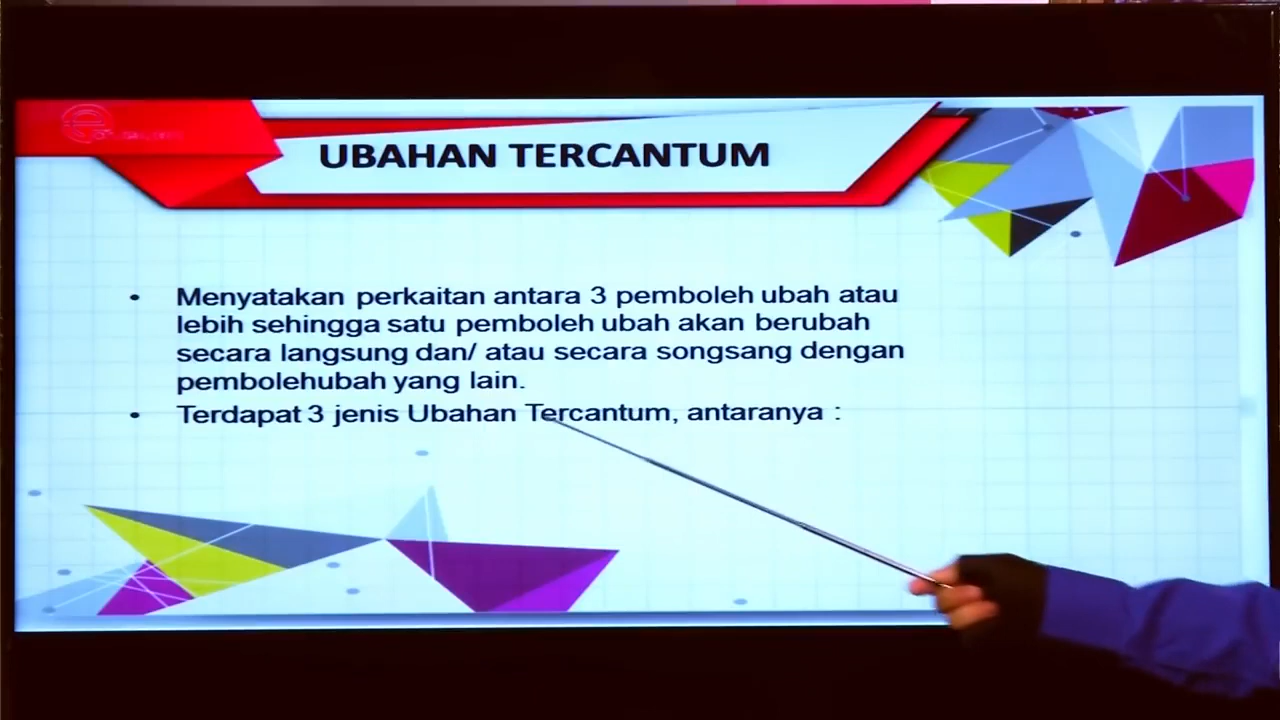 UBAHAN TERCANTUM
• Menyatakan perkaitan antara 3 pemboleh ubah atau
lebih sehingga satu pemboleh ubah akan berubah
secara langsung dan/ atau secara songsang dengan
pembolehubah yang lain.
• Terdapat 3 jenis Ubahan Tercantum, antaranya :